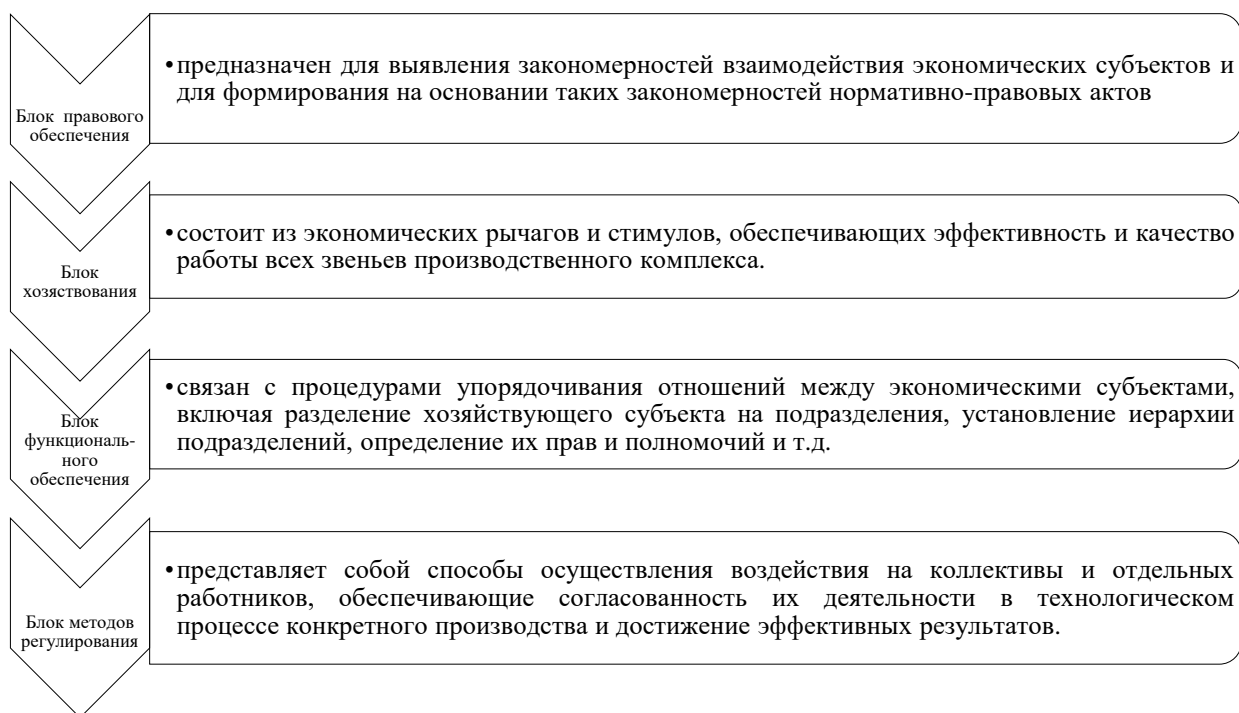 Блок правового
обеспечения
•предназначен для выявления закономерностей взаимодействия экономических субъектов и
для формирования на основании таких закономерностей нормативно-правовых актов
Блок
хозяствования
•состоит из экономических рычагов и стимулов, обеспечивающих эффективность и качество
работы всех звеньев производственного комплекса.
Блок
функциональ-
ного
обеспечения
•связан с процедурами упорядочивания отношений между экономическими субъектами,
включая разделение хозяйствующего субъекта на подразделения, установление иерархии
подразделений, определение их прав и полномочий и т.д.
Блок методов
регулирования
•представляет собой способы осуществления воздействия на коллективы и отдельных
работников, обеспечивающие согласованность их деятельности в технологическом
процессе конкретного производства и достижение эффективных результатов.